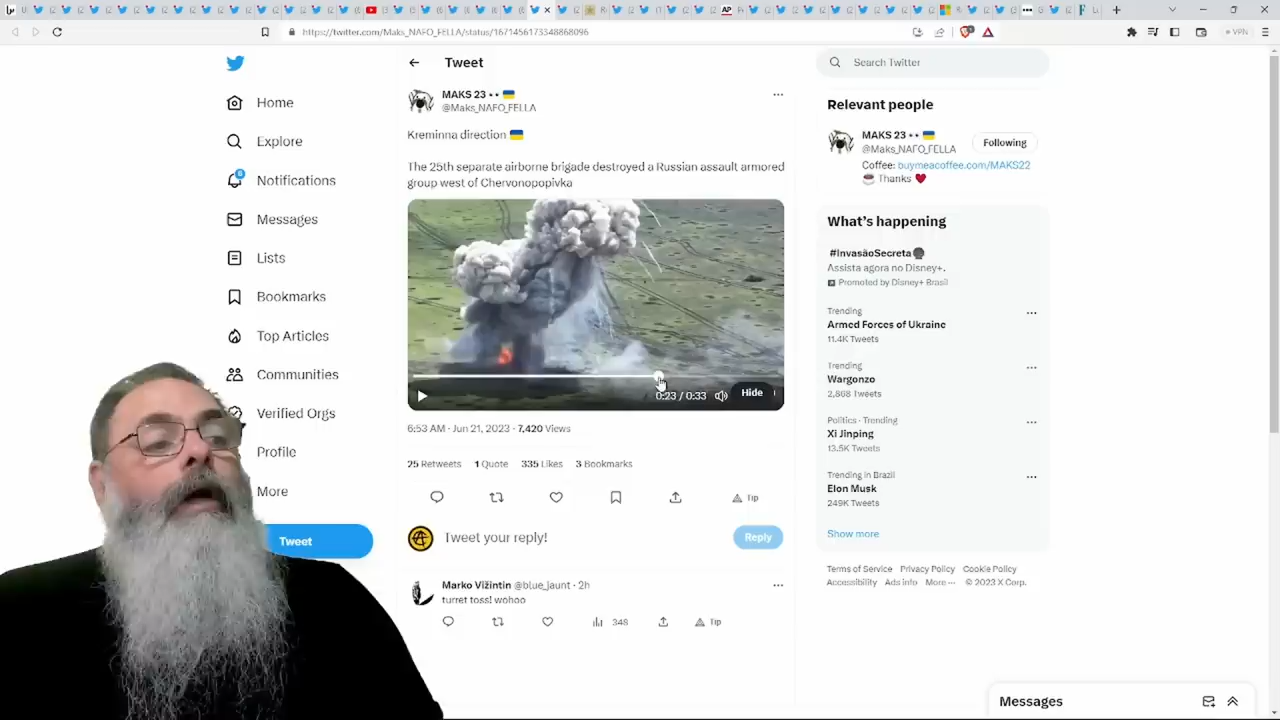 https://twitter.com/Maks_NAFO_FELLA/status/1671456173348868096
VPN
Home
Explore
6
Notifications
Messages
Lists
Bookmarks
Top Articles
Communities
Verified Orgs
Profile
More
Tweet
Tweet
MAKS 23
@Maks_NAFO_FELLA
Kreminna direction
The 25th separate airborne brigade destroyed a Russian assault armored
group west of Chervonopopivka
0:23 / 0:33
Hide
6:53 AM · Jun 21, 2023 · 7,420 Views
25 Retweets 1 Quote 335 Likes 3 Bookmarks
Tip
Tweet your reply!
Reply
Marko Vižintin @blue_jaunt · 2h
turret toss! wohoo
348
Tip
Search Twitter
Relevant people
MAKS 23
@Maks_NAFO_FELLA
Following
Coffee: buymeacoffee.com/MAKS22
Thanks
What's happening
#InvasãoSecreta
Assista agora no Disney+.
Promoted by Disney+ Brasil
Trending
Armed Forces of Ukraine
11.4K Tweets
Trending
Wargonzo
2,868 Tweets
Politics · Trending
Xi Jinping
13.5K Tweets
Trending in Brazil
Elon Musk
249K Tweets
Show more
Terms of Service Privacy Policy Cookie Policy
Accessibility Ads info More ··· © 2023 X Corp.
Messages